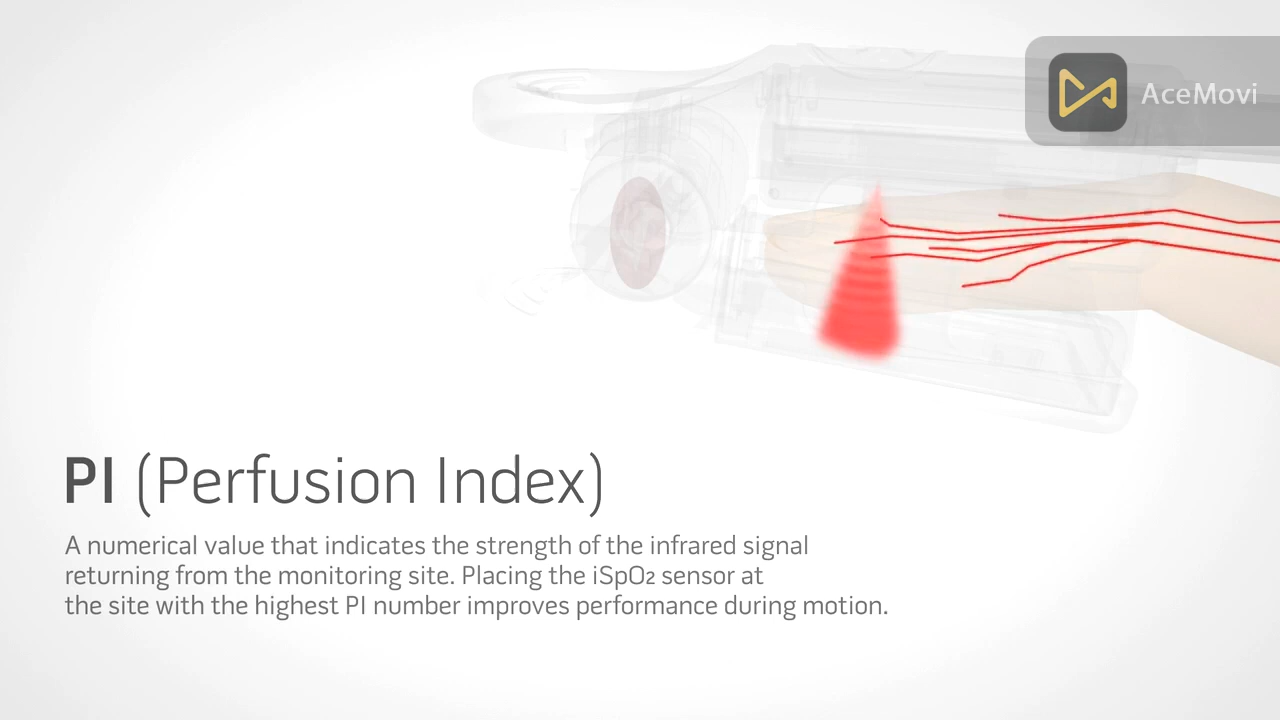 AceMovi
PI (Perfusion Index)
A numerical value that indicates the strength of the infrared signal
returning from the monitoring site. Placing the iSpO₂ sensor at
the site with the highest PI number improves performance during motion.